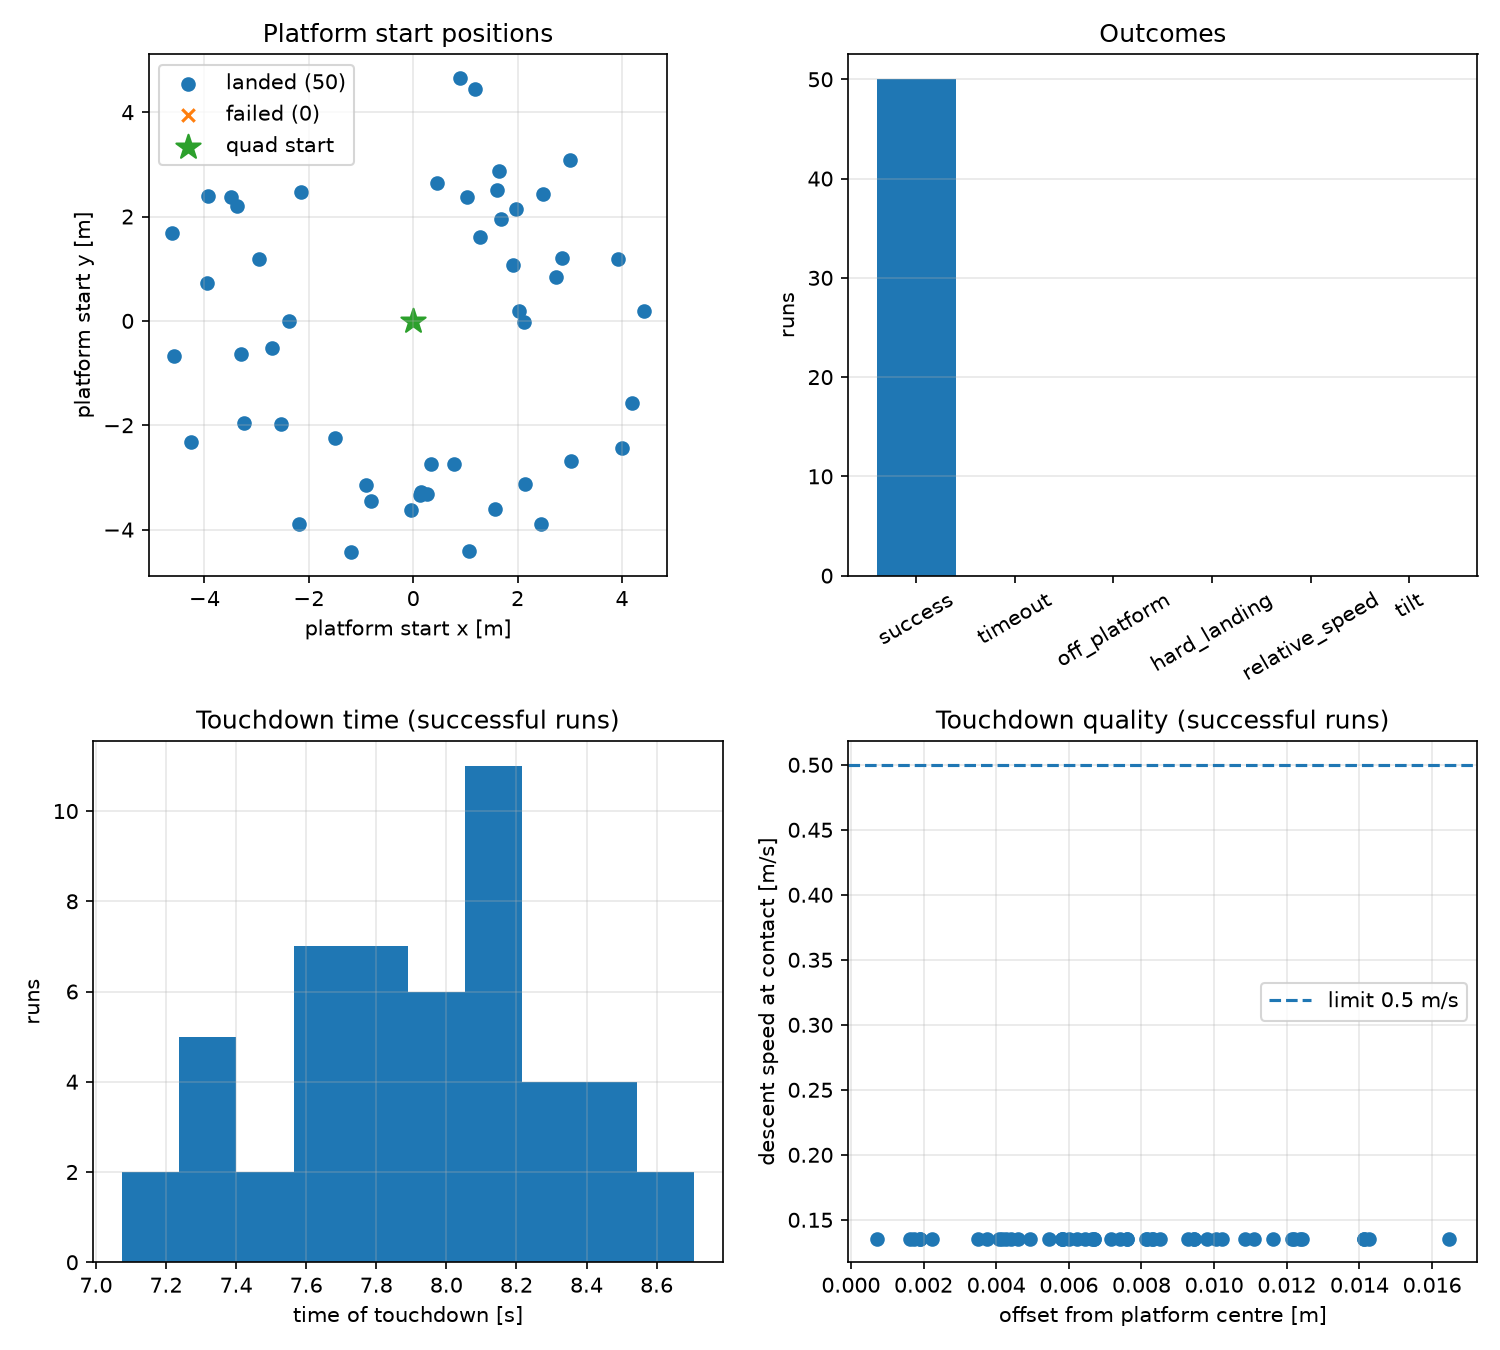 Platform start positions
landed (50)
failed (0)
quad start
platform start y [m]
4
2
0
−2
−4
−4
−2
0
2
4
platform start x [m]
Outcomes
runs
50
40
30
20
10
0
success
timeout
off_platform
hard_landing
relative_speed
tilt
Touchdown time (successful runs)
runs
10
8
6
4
2
0
7.0
7.2
7.4
7.6
7.8
8.0
8.2
8.4
8.6
time of touchdown [s]
Touchdown quality (successful runs)
descent speed at contact [m/s]
0.50
0.45
0.40
0.35
0.30
0.25
0.20
0.15
limit 0.5 m/s
0.000
0.002
0.004
0.006
0.008
0.010
0.012
0.014
0.016
offset from platform centre [m]